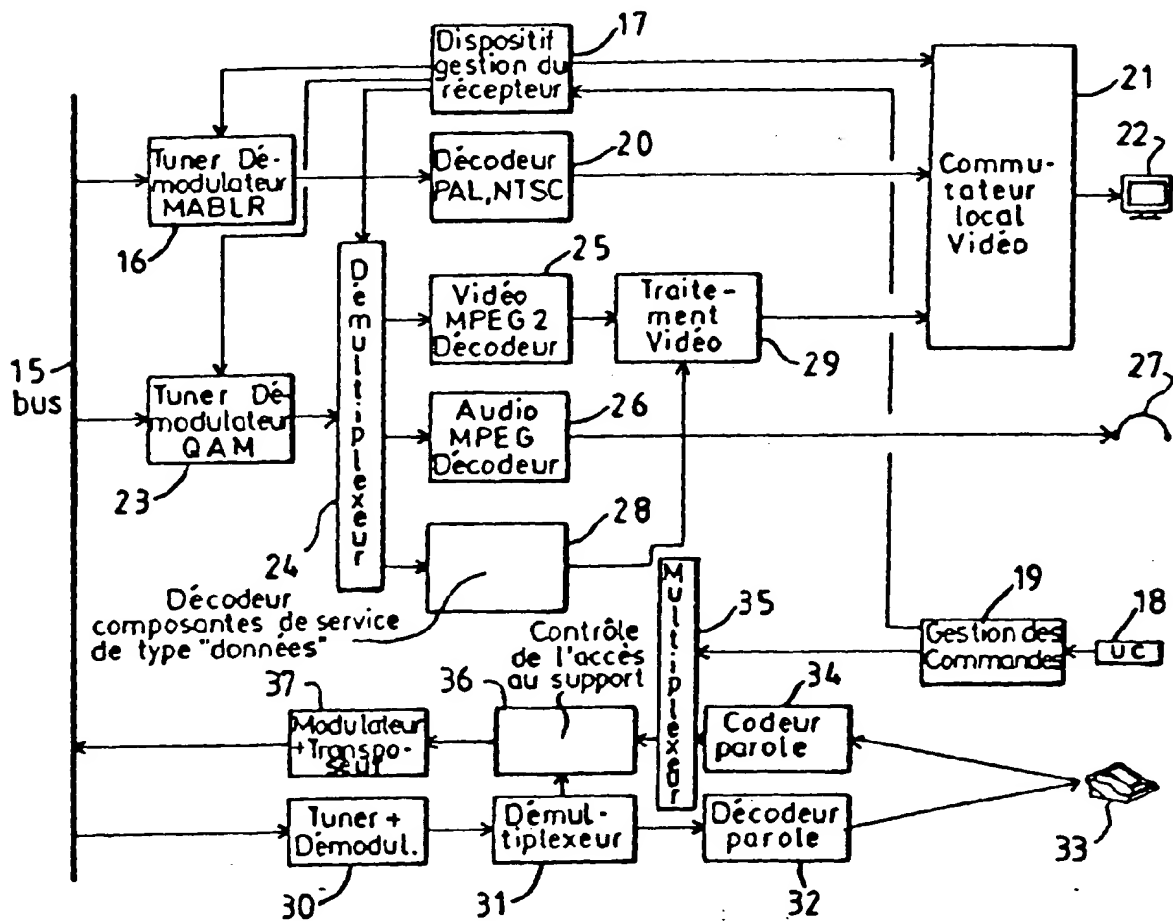 Dispositif
gestion du
récepteur
17
21
22
Tuner Dé-
modulateur
MABLR
16
Décodeur
PAL,NTSC
20
Commu-
tateur
local
Vidéo
Démultiplexeur
24
25
Vidéo
MPEG 2
Décodeur
Traite-
ment
Vidéo
29
15
bus
Tuner Dé-
modulateur
QAM
23
26
Audio
MPEG
Décodeur
27
28
Décodeur
composantes de service
de type "données"
Multiplexeur
35
19
Gestion des
Commandes
18
UC
Contrôle
de l'accès
au support
36
37
Modulateur
+Transpo-
seur
34
Codeur
parole
Tuner +
Démodul.
30
Démul-
tiplexeur
31
Décodeur
parole
32
33